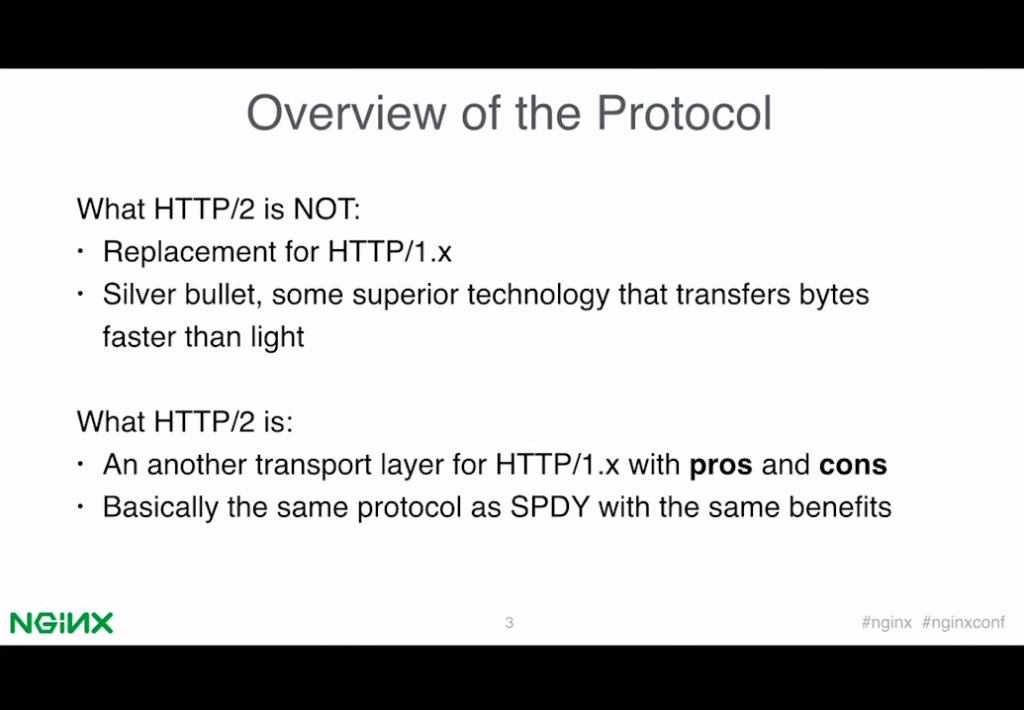 Overview of the Protocol
What HTTP/2 is NOT:
• Replacement for HTTP/1.x
• Silver bullet, some superior technology that transfers bytes
faster than light
What HTTP/2 is:
• An another transport layer for HTTP/1.x with pros and cons
• Basically the same protocol as SPDY with the same benefits
NGINX
3
#nginx #nginxconf